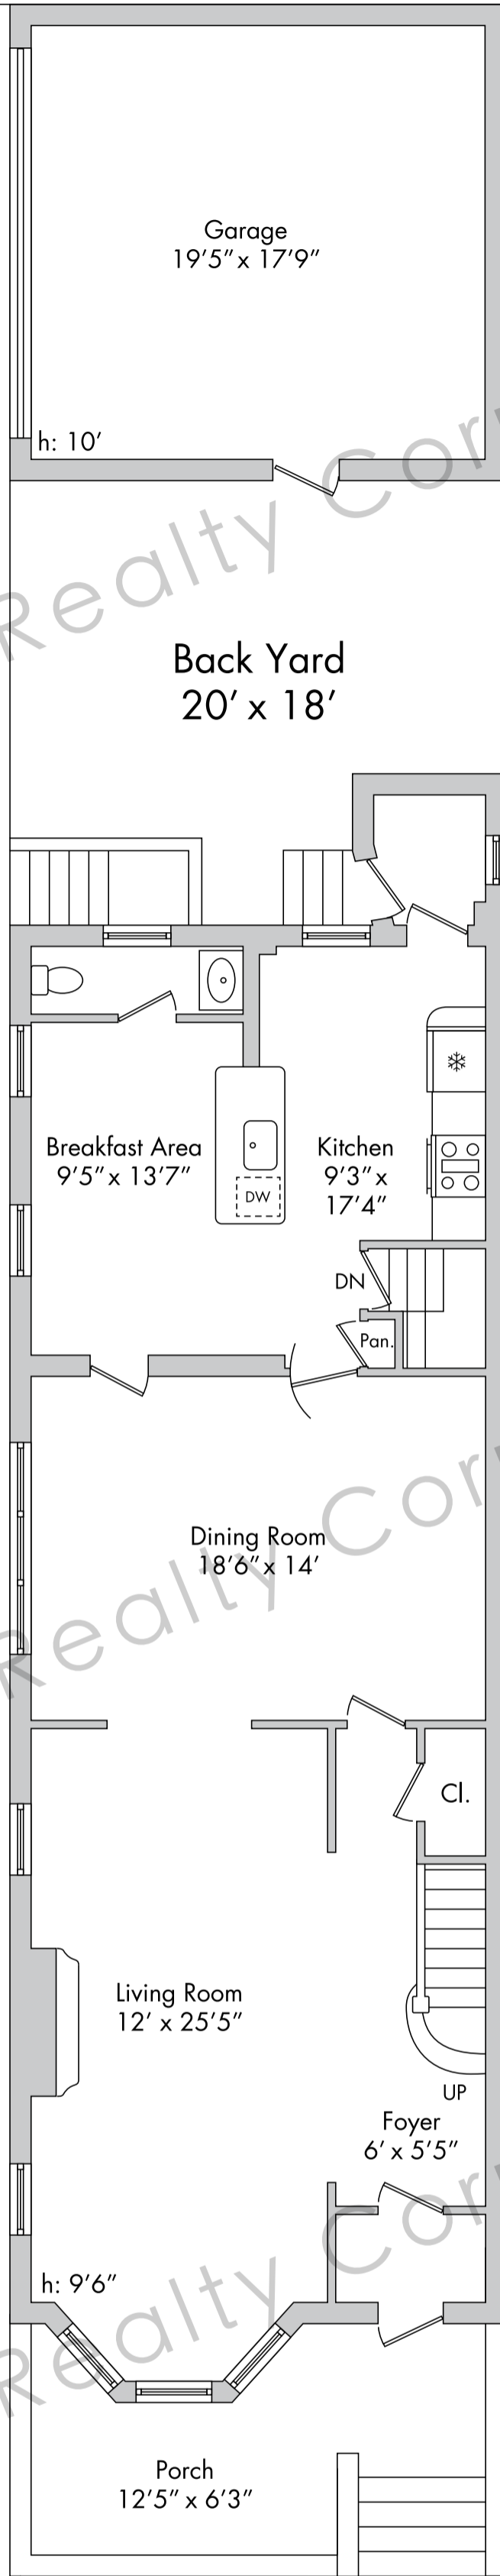 Garage
19'5" x 17'9"
h: 10'
Realty Cor
Back Yard
20' x 18'
Breakfast Area
9'5" x 13'7"
Kitchen
9'3" x
17'4"
DW
DN
Pan.
Dining Room
18'6" x 14'
Realty Cor
Cl.
Living Room
12' x 25'5"
UP
Foyer
6' x 5'5"
h: 9'6"
Realty Cor
Porch
12'5" x 6'3"